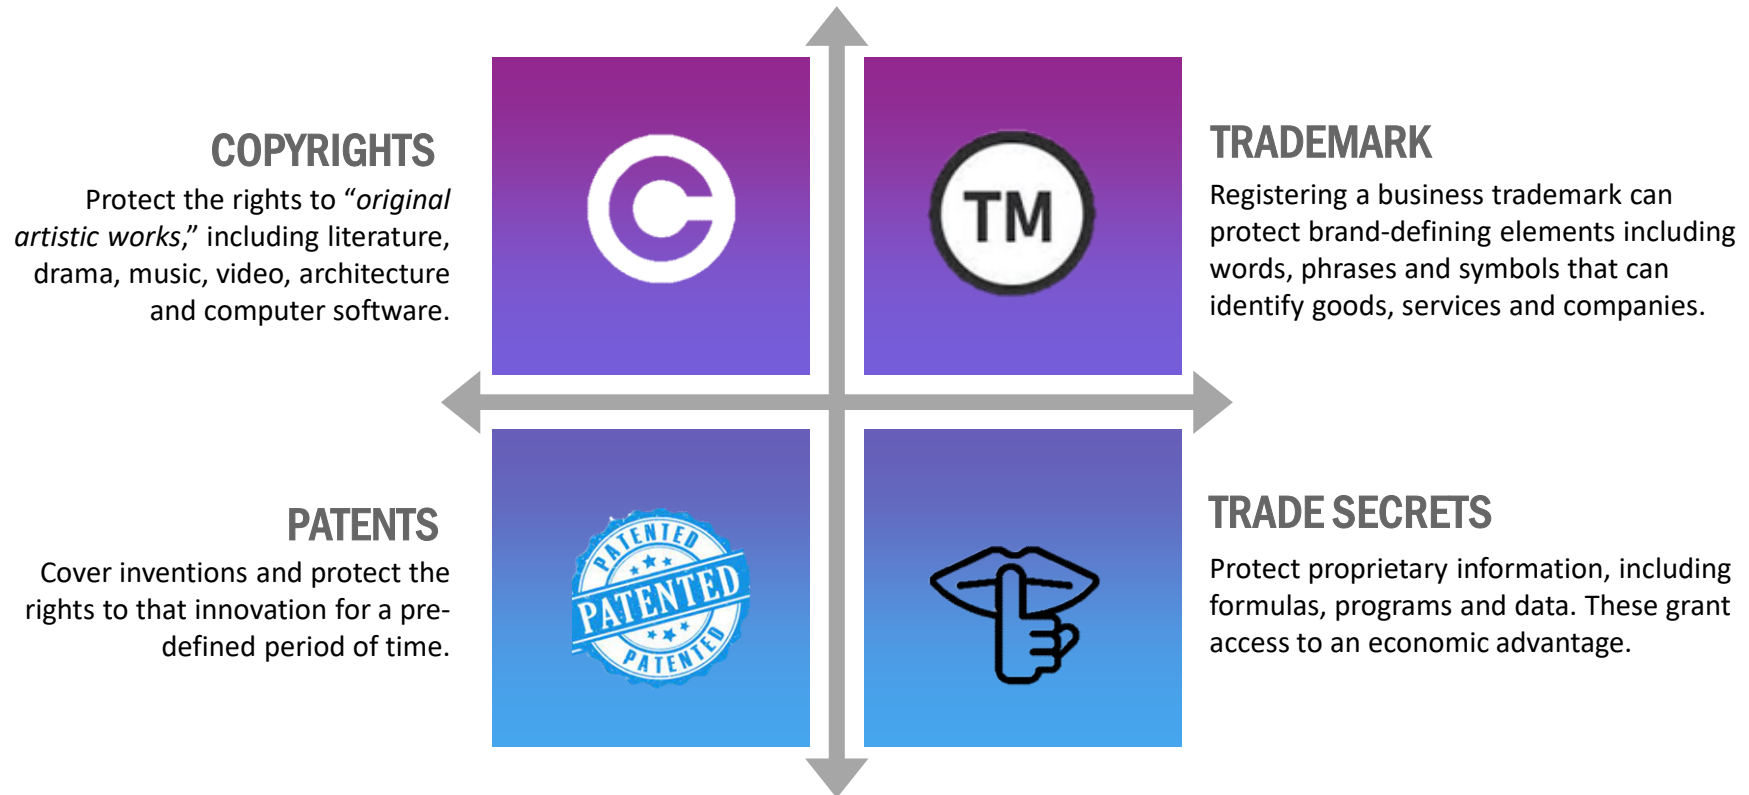 COPYRIGHTS
Protect the rights to “original
artistic works,” including literature,
drama, music, video, architecture
and computer software.
C
TM
TRADEMARK
Registering a business trademark can
protect brand-defining elements including
words, phrases and symbols that can
identify goods, services and companies.
PATENTS
Cover inventions and protect the
rights to that innovation for a pre-
defined period of time.
PATENTED
PATENTED
PATENTED
TRADE SECRETS
Protect proprietary information, including
formulas, programs and data. These grant
access to an economic advantage.